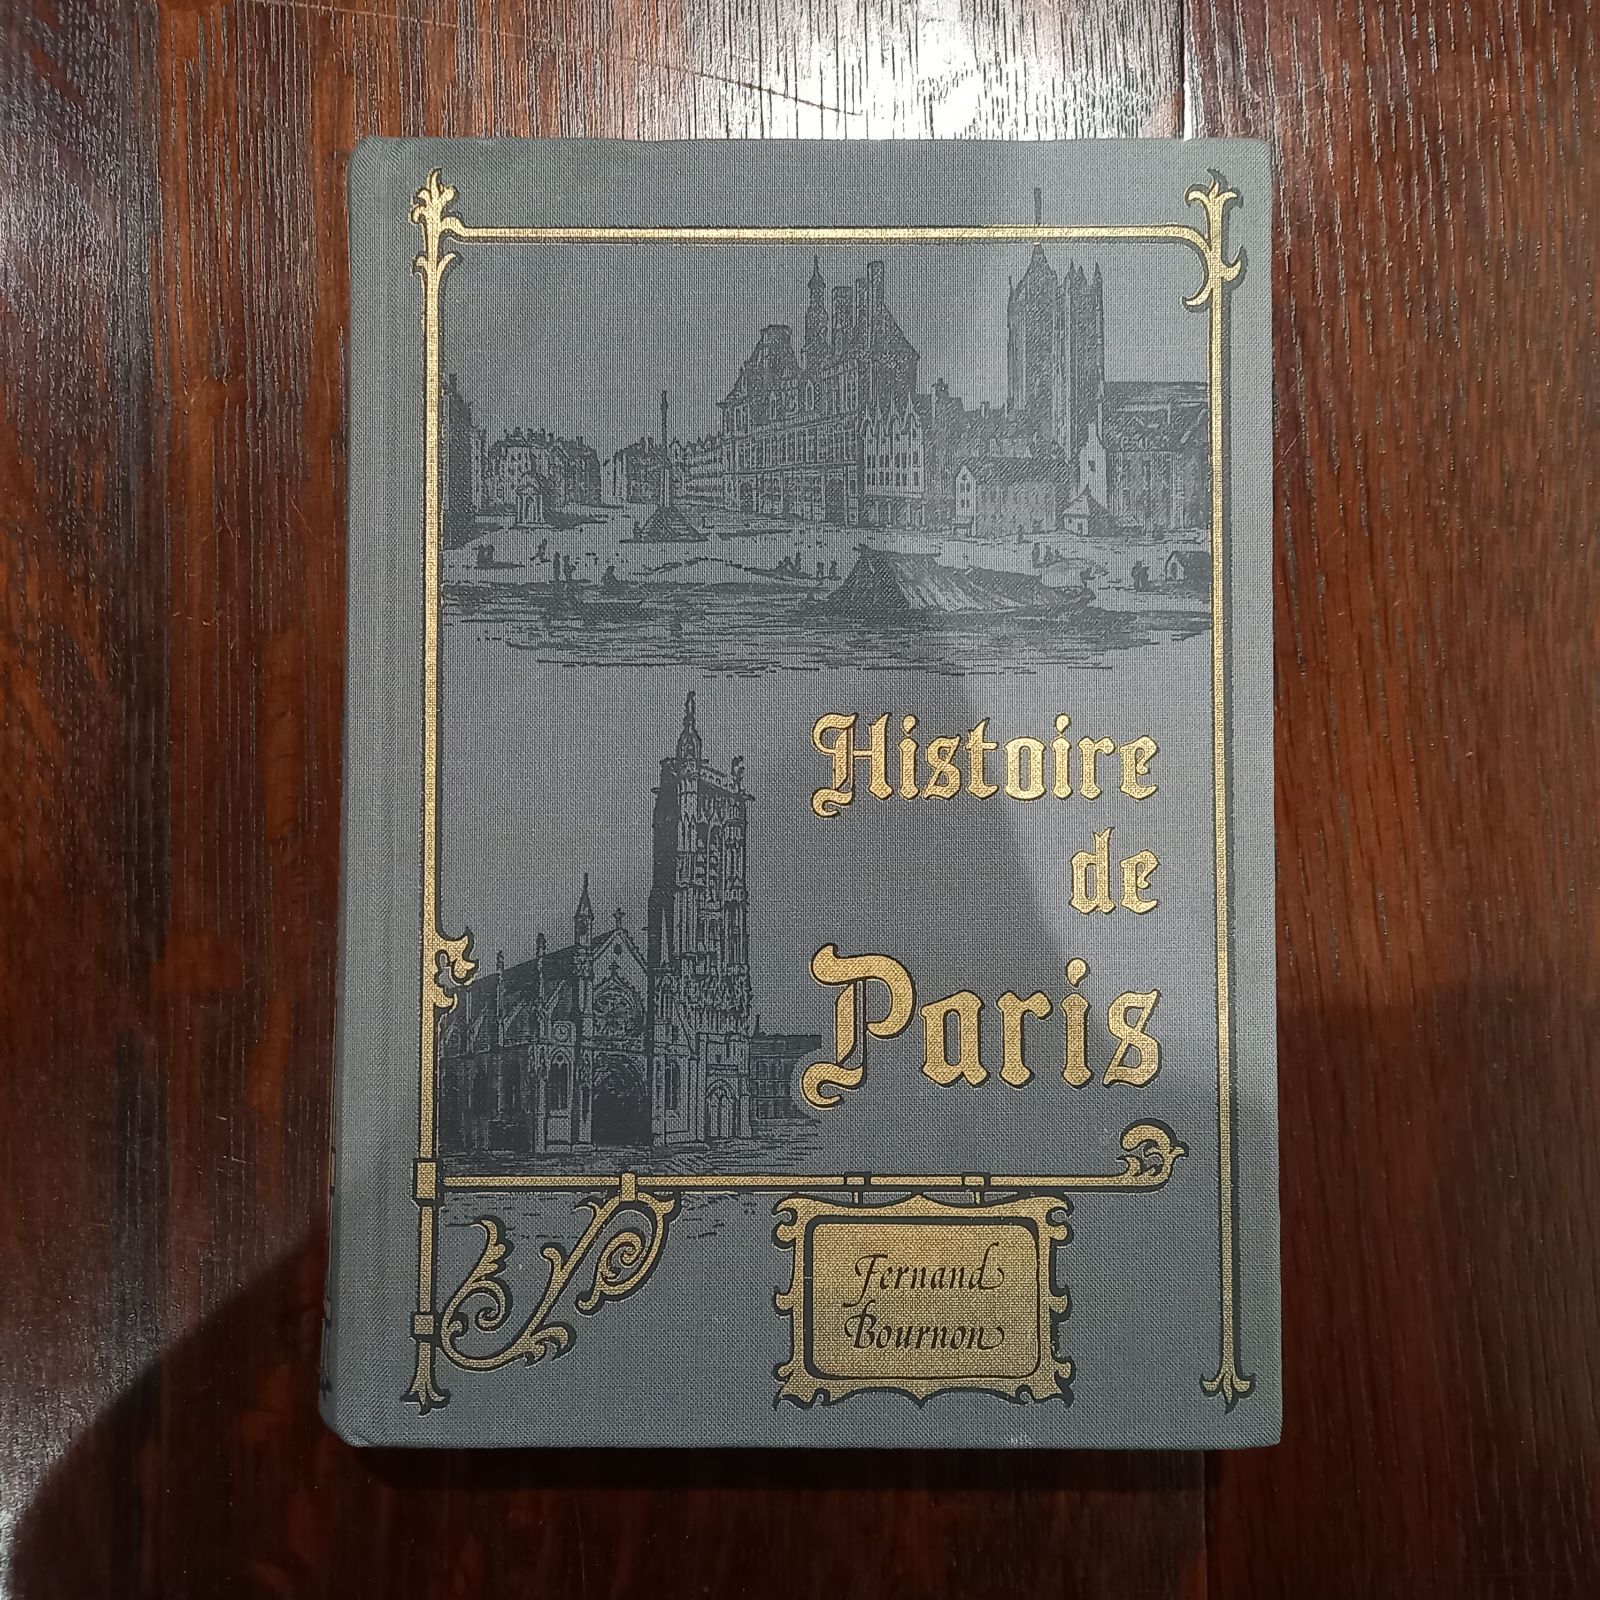 Histoire
de
Paris
Fernand
Bournon